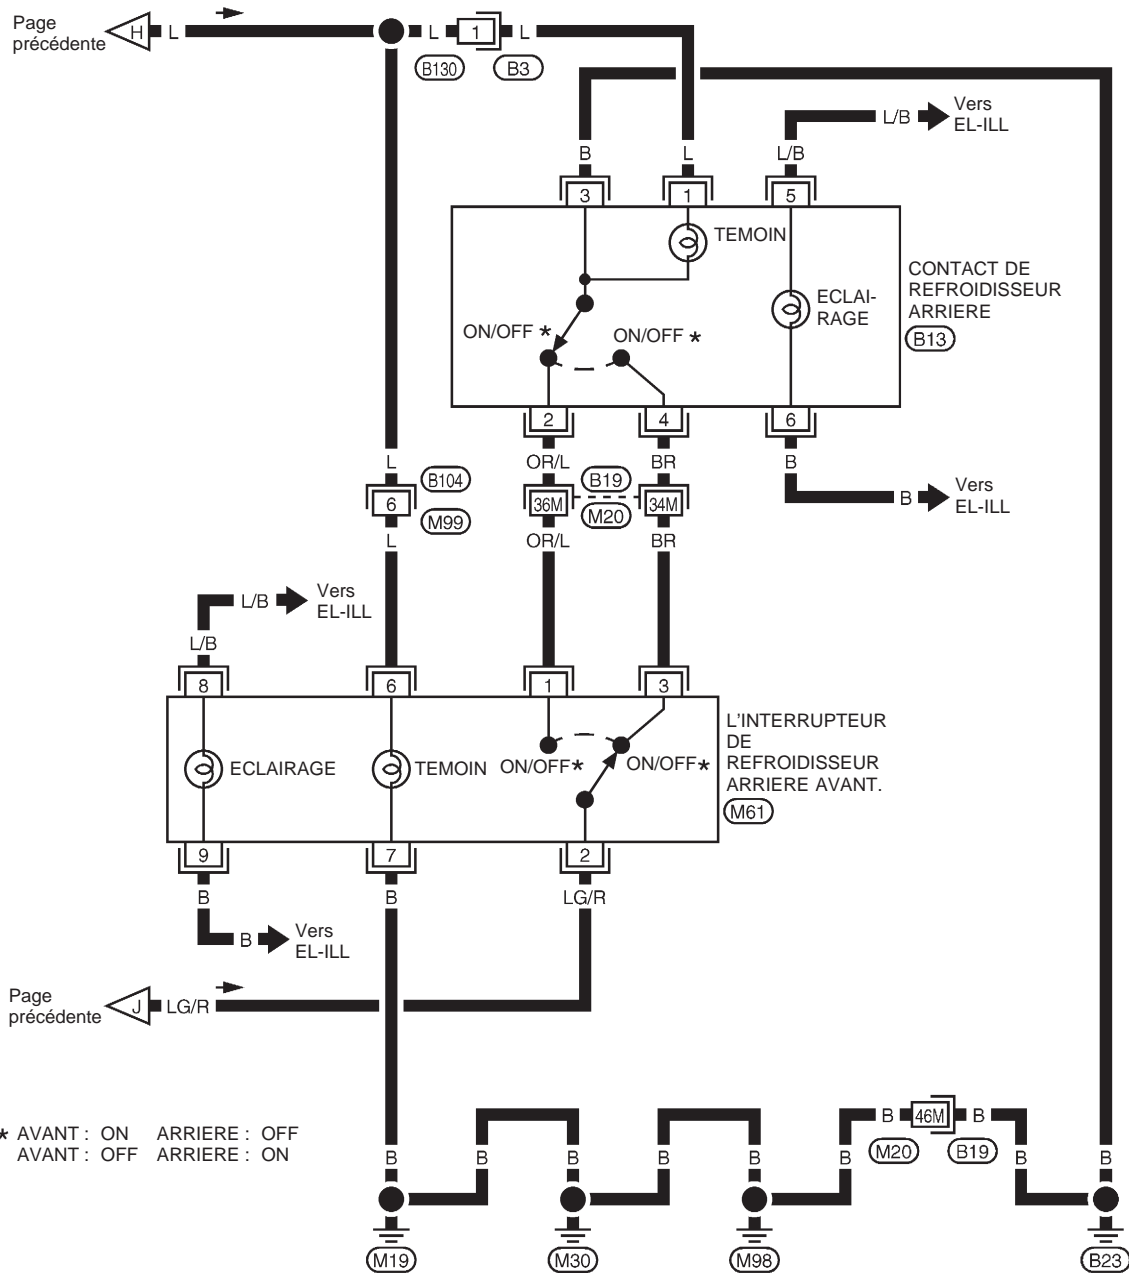 Page
précédente
H
L
L
1
L
B130
B3
B
L
L/B
L/B
Vers
EL-ILL
3
1
5
TEMOIN
ECLAI-
RAGE
ON/OFF *
ON/OFF *
CONTACT DE
REFROIDISSEUR
ARRIERE
B13
2
4
6
OR/L
BR
B
B
Vers
EL-ILL
L
B104
6
M99
L
36M
B19
M20
34M
OR/L
BR
L/B
L/B
Vers
EL-ILL
8
6
1
3
ECLAIRAGE
TEMOIN
ON/OFF*
ON/OFF*
L'INTERRUPTEUR
DE
REFROIDISSEUR
ARRIERE AVANT.
M61
9
7
2
B
B
LG/R
B
Vers
EL-ILL
Page
précédente
J
LG/R
* AVANT : ON ARRIERE : OFF
AVANT : OFF ARRIERE : ON
B
46M
B
M20
B19
B
B
B
B
B
B
B
M19
M30
M98
B23